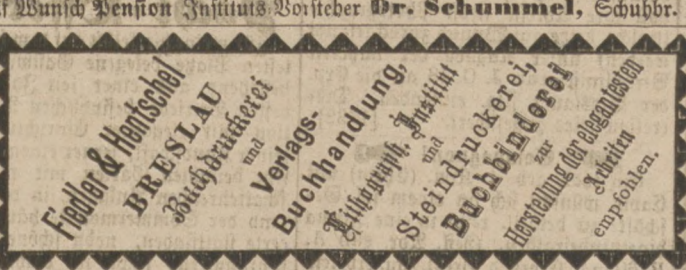 f Wunsch Pension Instituts-Vorsteher Dr. Schummel, Schuhbr.
Fiedler & Hentschel
BRESLAU
Buchdruckerei
und
Verlags-
Buchhandlung,
Lithograph. Institut
und
Steindruckerei,
Buchbinderei
zur
Herstellung der elegantesten
Arbeiten
empfohlen.